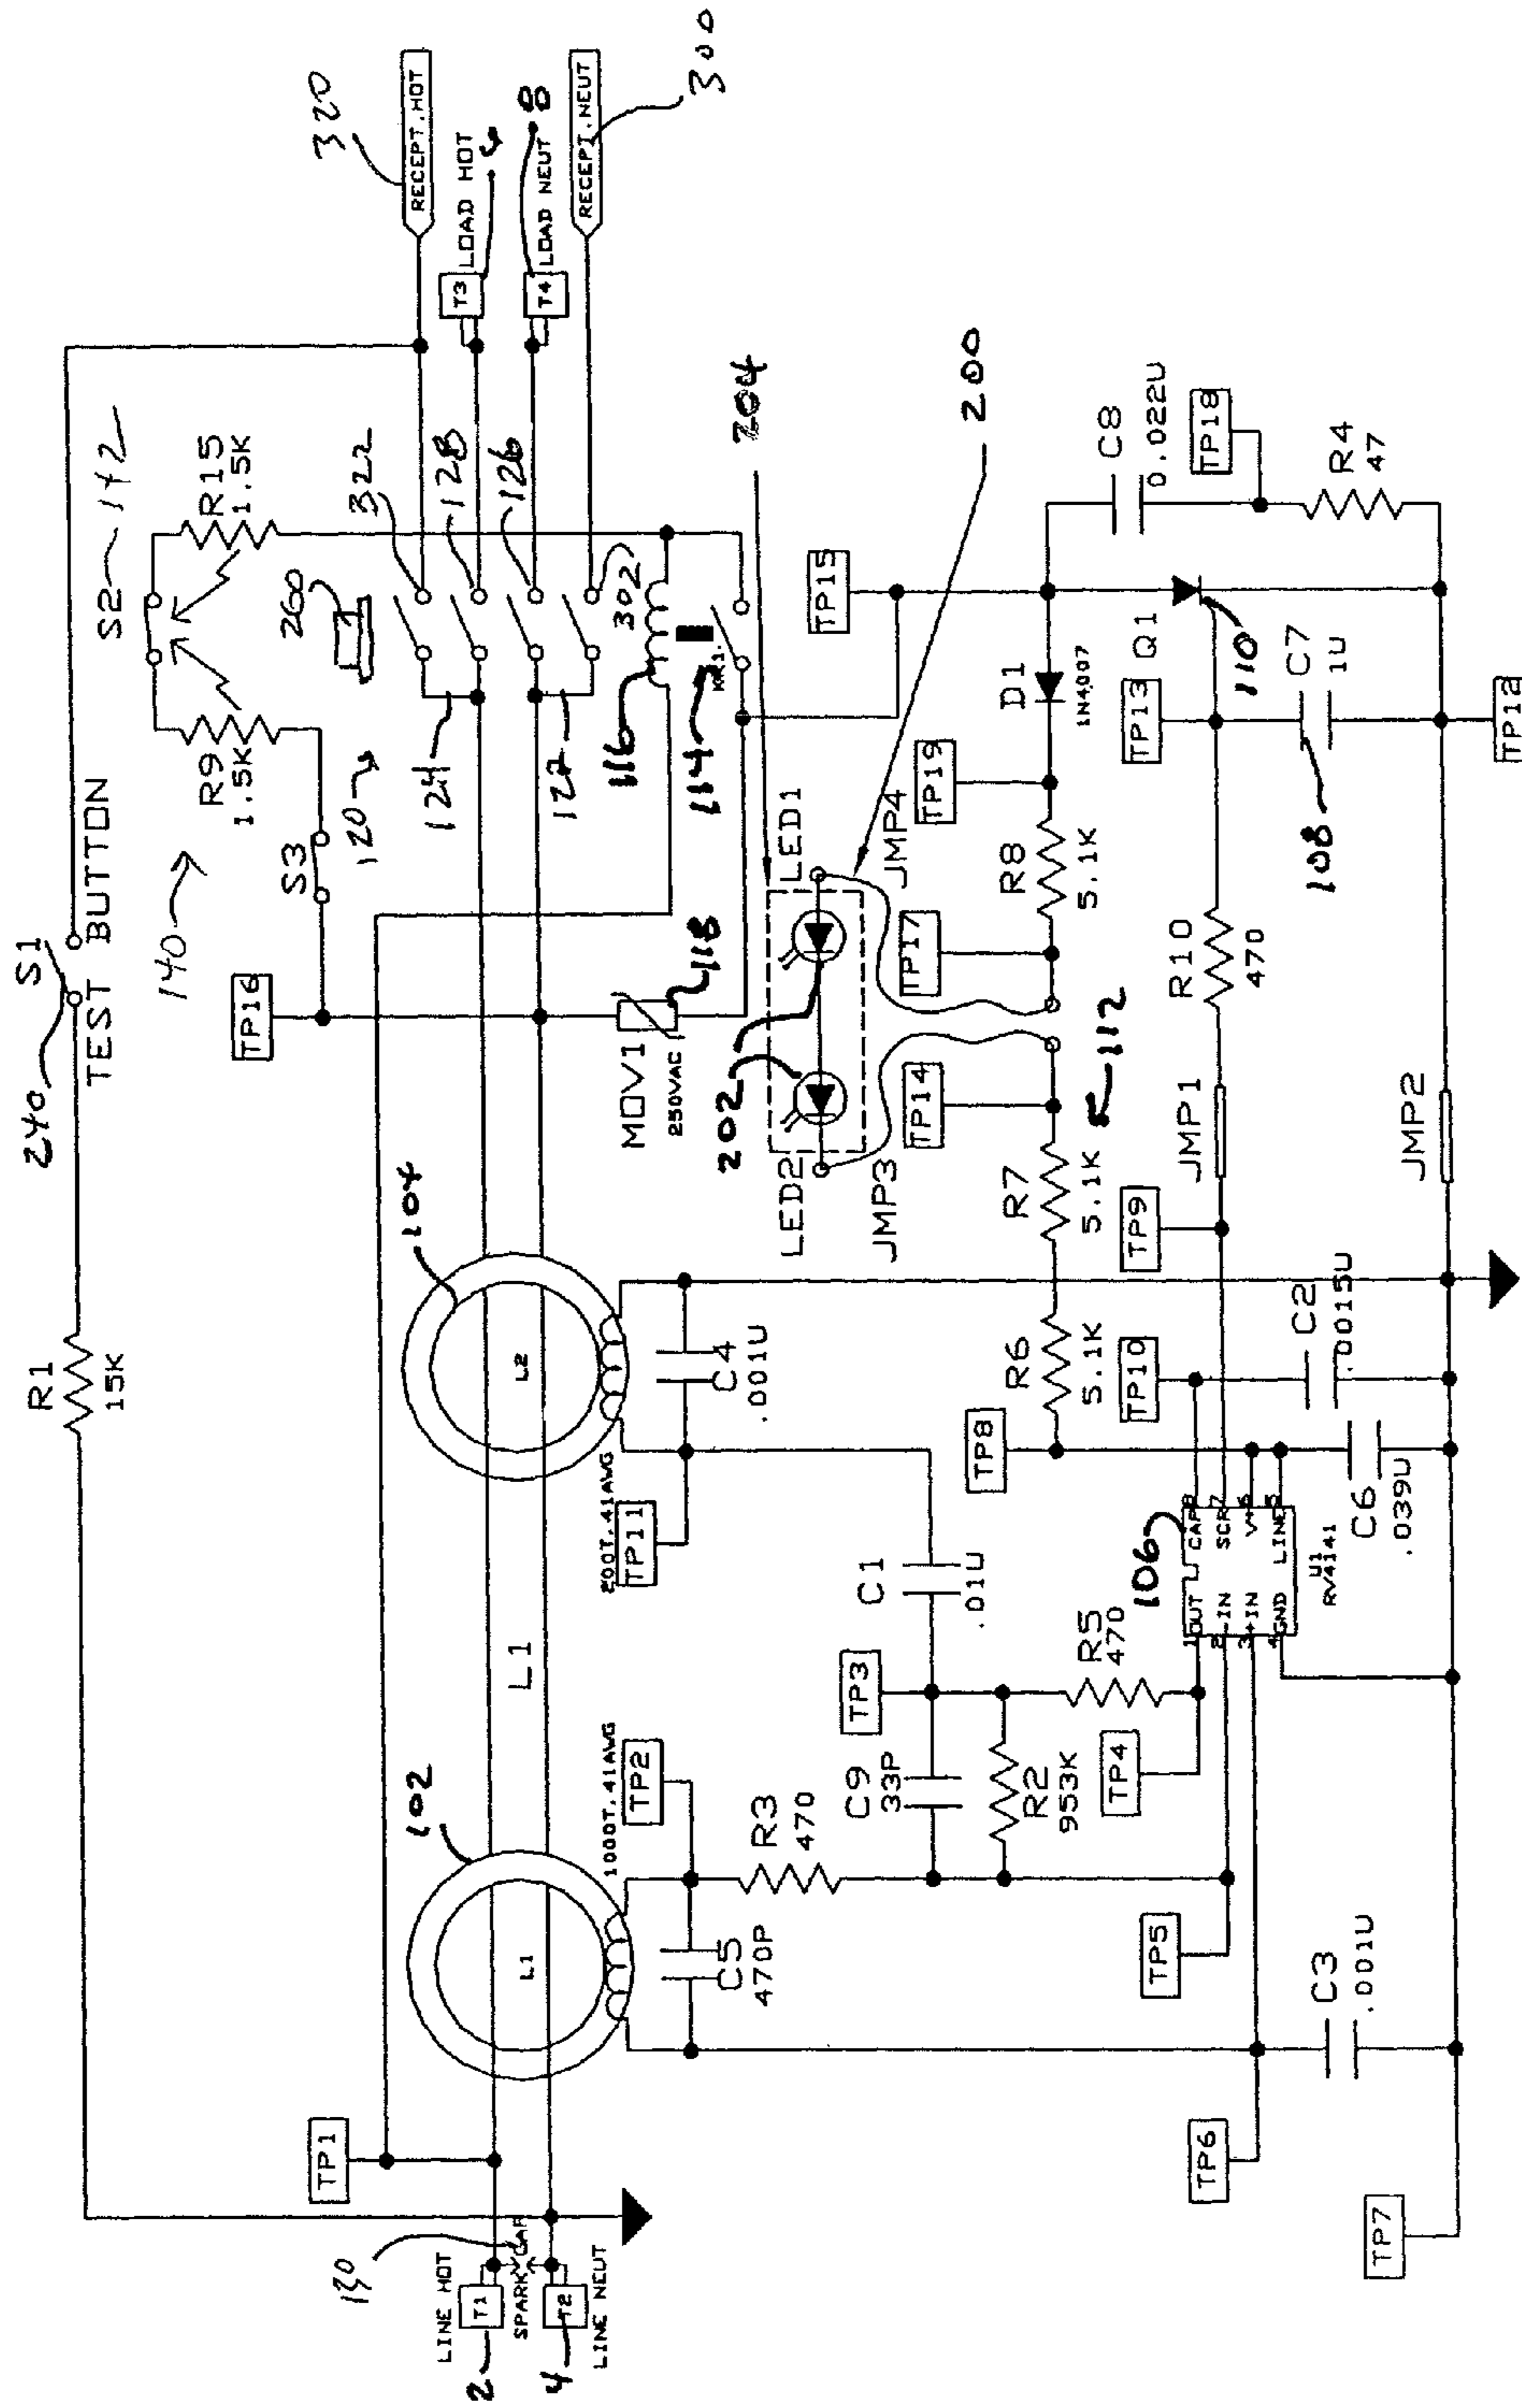 240
S1
TEST BUTTON
R1
15K
140
S2
142
R9
1.5K
R15
1.5K
S3
260
120
TP16
320
RECEPT.HOT
T3
LOAD HOT
T4
LOAD NEUT
8
RECEPT.NEUT
300
322
128
126
302
124
122
116
114
118
MOV1
250VAC
204
200
202
LED1
LED2
JMP4
JMP3
TP1
LINE HOT
T1
SPARK GAP
T2
LINE NEUT
2
4
102
L1
1000T,41AWG
TP2
L1
104
L2
200T,41AWG
TP11
C5
470P
C4
.001U
R3
470
C9
33P
R2
953K
TP3
C1
.01U
R5
470
TP4
TP5
TP6
TP7
C3
.001U
106
1 OUT
2 -IN
3 +IN
4 GND
CAP 8
SCR 7
V+ 6
LINE 5
U1
RV4141
TP8
TP10
C6
.039U
C2
.0015U
R6
5.1K
R7
5.1K
112
TP14
TP17
R8
5.1K
TP19
D1
1N4007
TP15
TP9
JMP1
R10
470
JMP2
TP13
Q1
110
108
C7
1U
TP12
C8
0.022U
TP18
R4
47